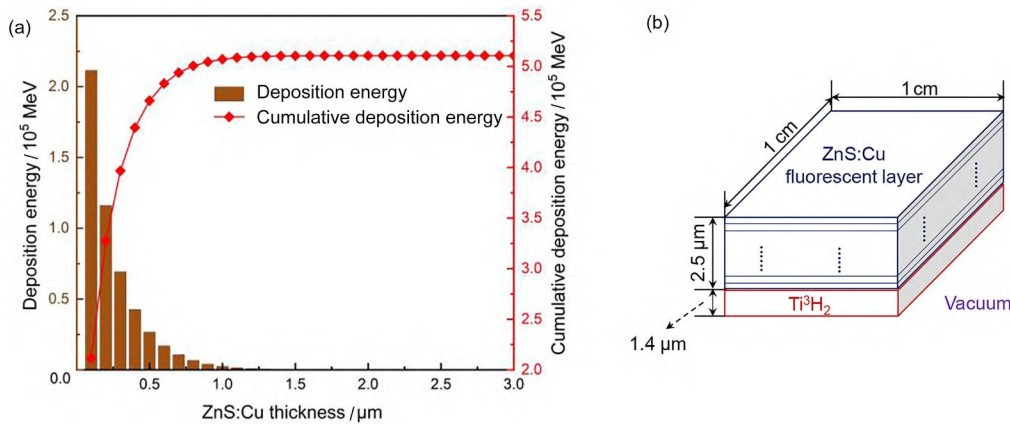 (a)
Deposition energy / 10⁵ MeV
2.5
2.0
1.5
1.0
0.5
0.0
Deposition energy
Cumulative deposition energy
0.5
1.0
1.5
2.0
2.5
3.0
ZnS:Cu thickness / μm
5.5
5.0
4.5
4.0
3.5
3.0
2.5
2.0
Cumulative deposition energy / 10⁵ MeV
(b)
1 cm
1 cm
ZnS:Cu
fluorescent layer
2.5 μm
Ti³H₂
Vacuum
1.4 μm